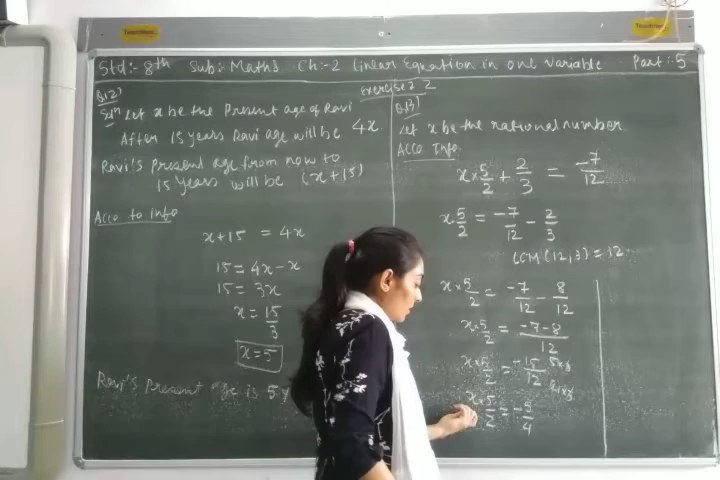 Std:- 8th Sub:- Maths Ch:-2 Linear Equation in one variable Part:-5
exercise 2.2
Q.12)
Sol^n Let x be the Present age of Ravi
After 15 years Ravi age will be 4x.
Ravi's present age from now to
15 years will be (x+15)
Acco to info
x+15 = 4x
15 = 4x-x
15 = 3x
x = 15/3
x=5
Ravi's Present age is 5 y
Q.13)
Let x be the rational number.
Acco Info.
x × 5/2 + 2/3 = -7/12
x 5/2 = -7/12 - 2/3
LCM (12,3) = 12
x × 5/2 = -7/12 - 8/12
x × 5/2 = -7-8/12
x × 5/2 = -15/12
x × 5/2 = -5/4